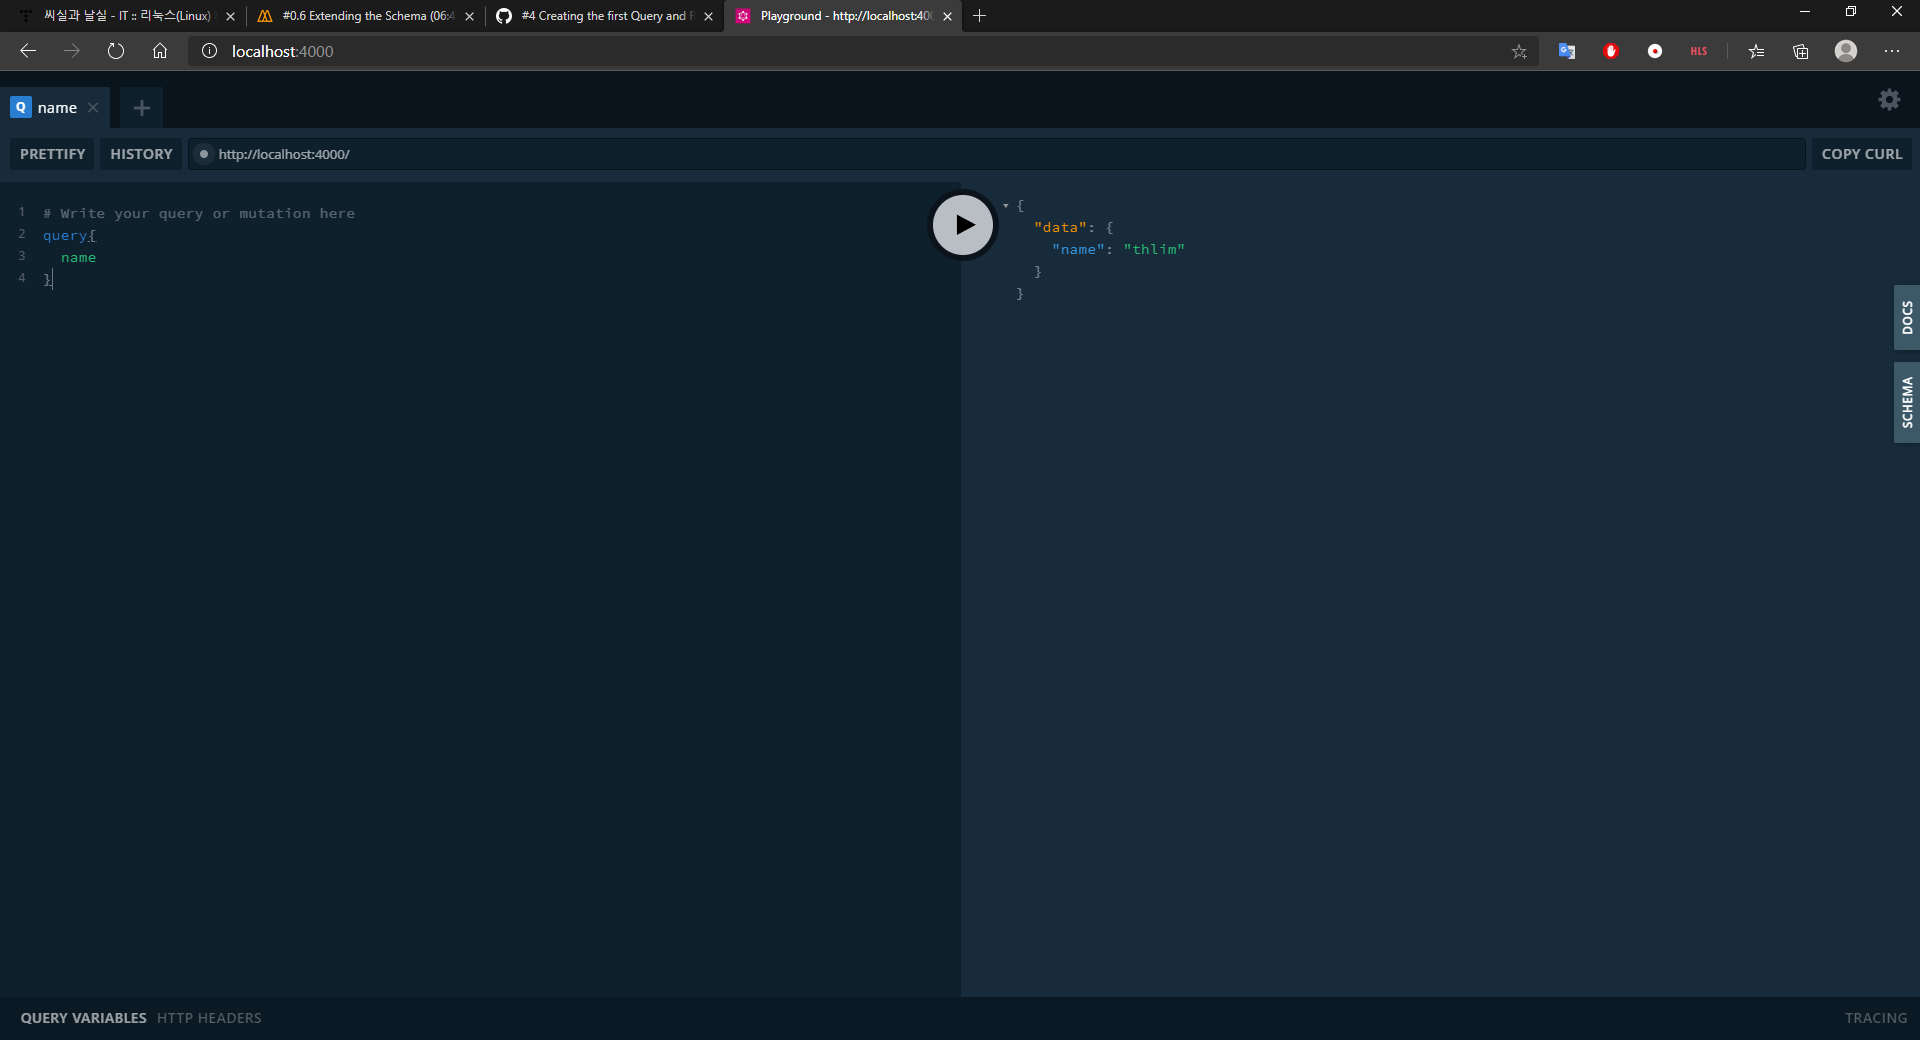 씨실과 날실 - IT :: 리눅스(Linux)
#0.6 Extending the Schema (06:4
#4 Creating the first Query and R
Playground - http://localhost:400
localhost:4000
HLS
Q name
PRETTIFY
HISTORY
http://localhost:4000/
COPY CURL
1 # Write your query or mutation here
2 query{
3 name
4 }
{
"data": {
"name": "thlim"
}
}
DOCS
SCHEMA
QUERY VARIABLES
HTTP HEADERS
TRACING